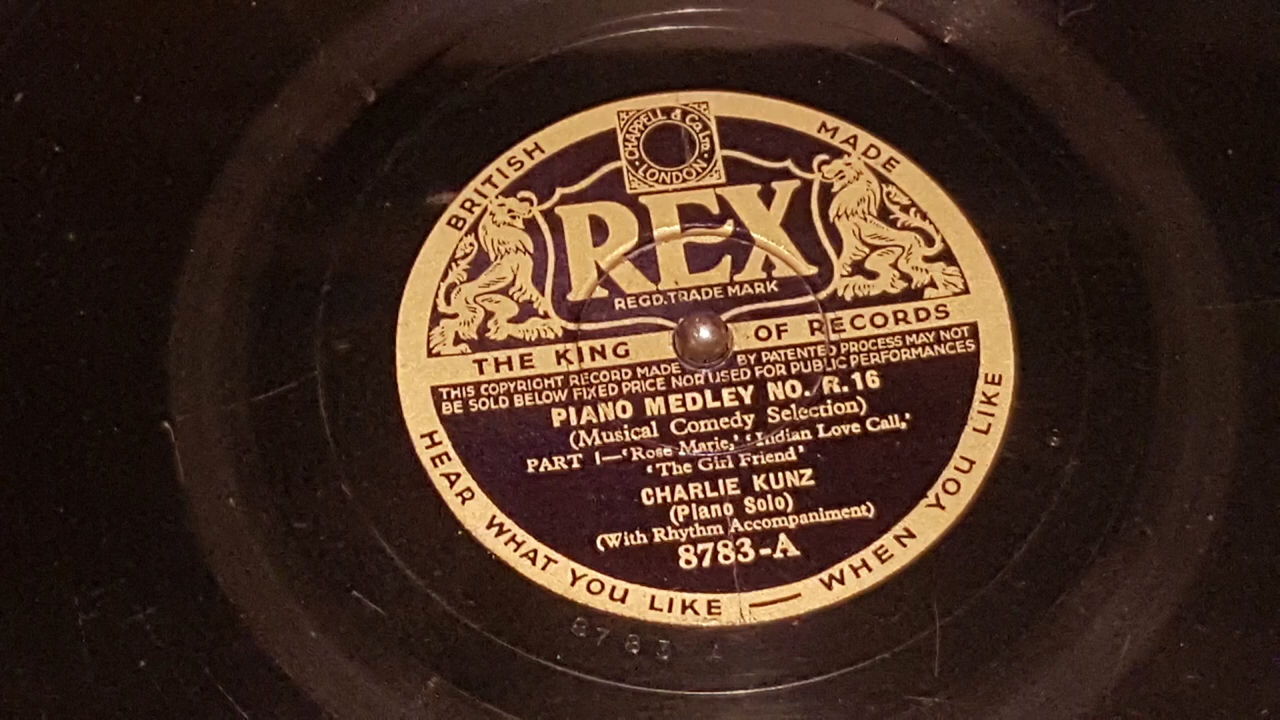 BRITISH MADE
CHAPPELL & Co. LTD.
LONDON
REX
REGD. TRADE MARK
THE KING OF RECORDS
THIS COPYRIGHT RECORD MADE BY PATENTED PROCESS MAY NOT
BE SOLD BELOW FIXED PRICE NOR USED FOR PUBLIC PERFORMANCES
PIANO MEDLEY NO. R.16
(Musical Comedy Selection)
PART 1—'Rose Marie,' 'Indian Love Call,'
'The Girl Friend'
CHARLIE KUNZ
(Piano Solo)
(With Rhythm Accompaniment)
8783-A
HEAR WHAT YOU LIKE — WHEN YOU LIKE
8783 1